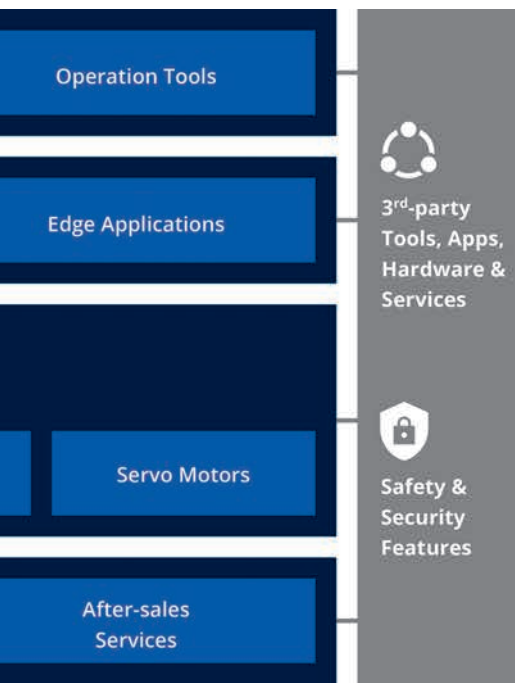 Operation Tools
Edge Applications
Servo Motors
After-sales
Services
3rd-party
Tools, Apps,
Hardware &
Services
Safety &
Security
Features